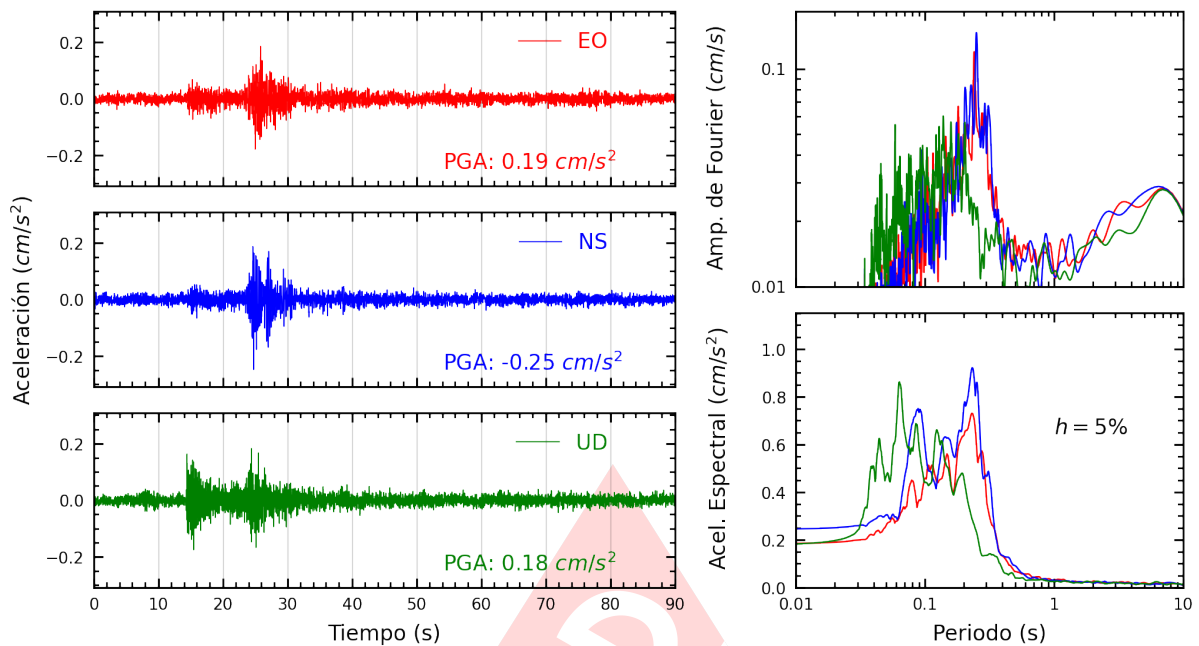 Aceleración (cm/s²)
0.2
0.0
−0.2
EO
PGA: 0.19 cm/s²
0.2
0.0
−0.2
NS
PGA: -0.25 cm/s²
0.2
0.0
−0.2
UD
PGA: 0.18 cm/s²
0 10 20 30 40 50 60 70 80 90
Tiempo (s)
Amp. de Fourier (cm/s)
0.1
0.01
Acel. Espectral (cm/s²)
1.0
0.8
0.6
0.4
0.2
0.0
h = 5%
0.01 0.1 1 10
Periodo (s)